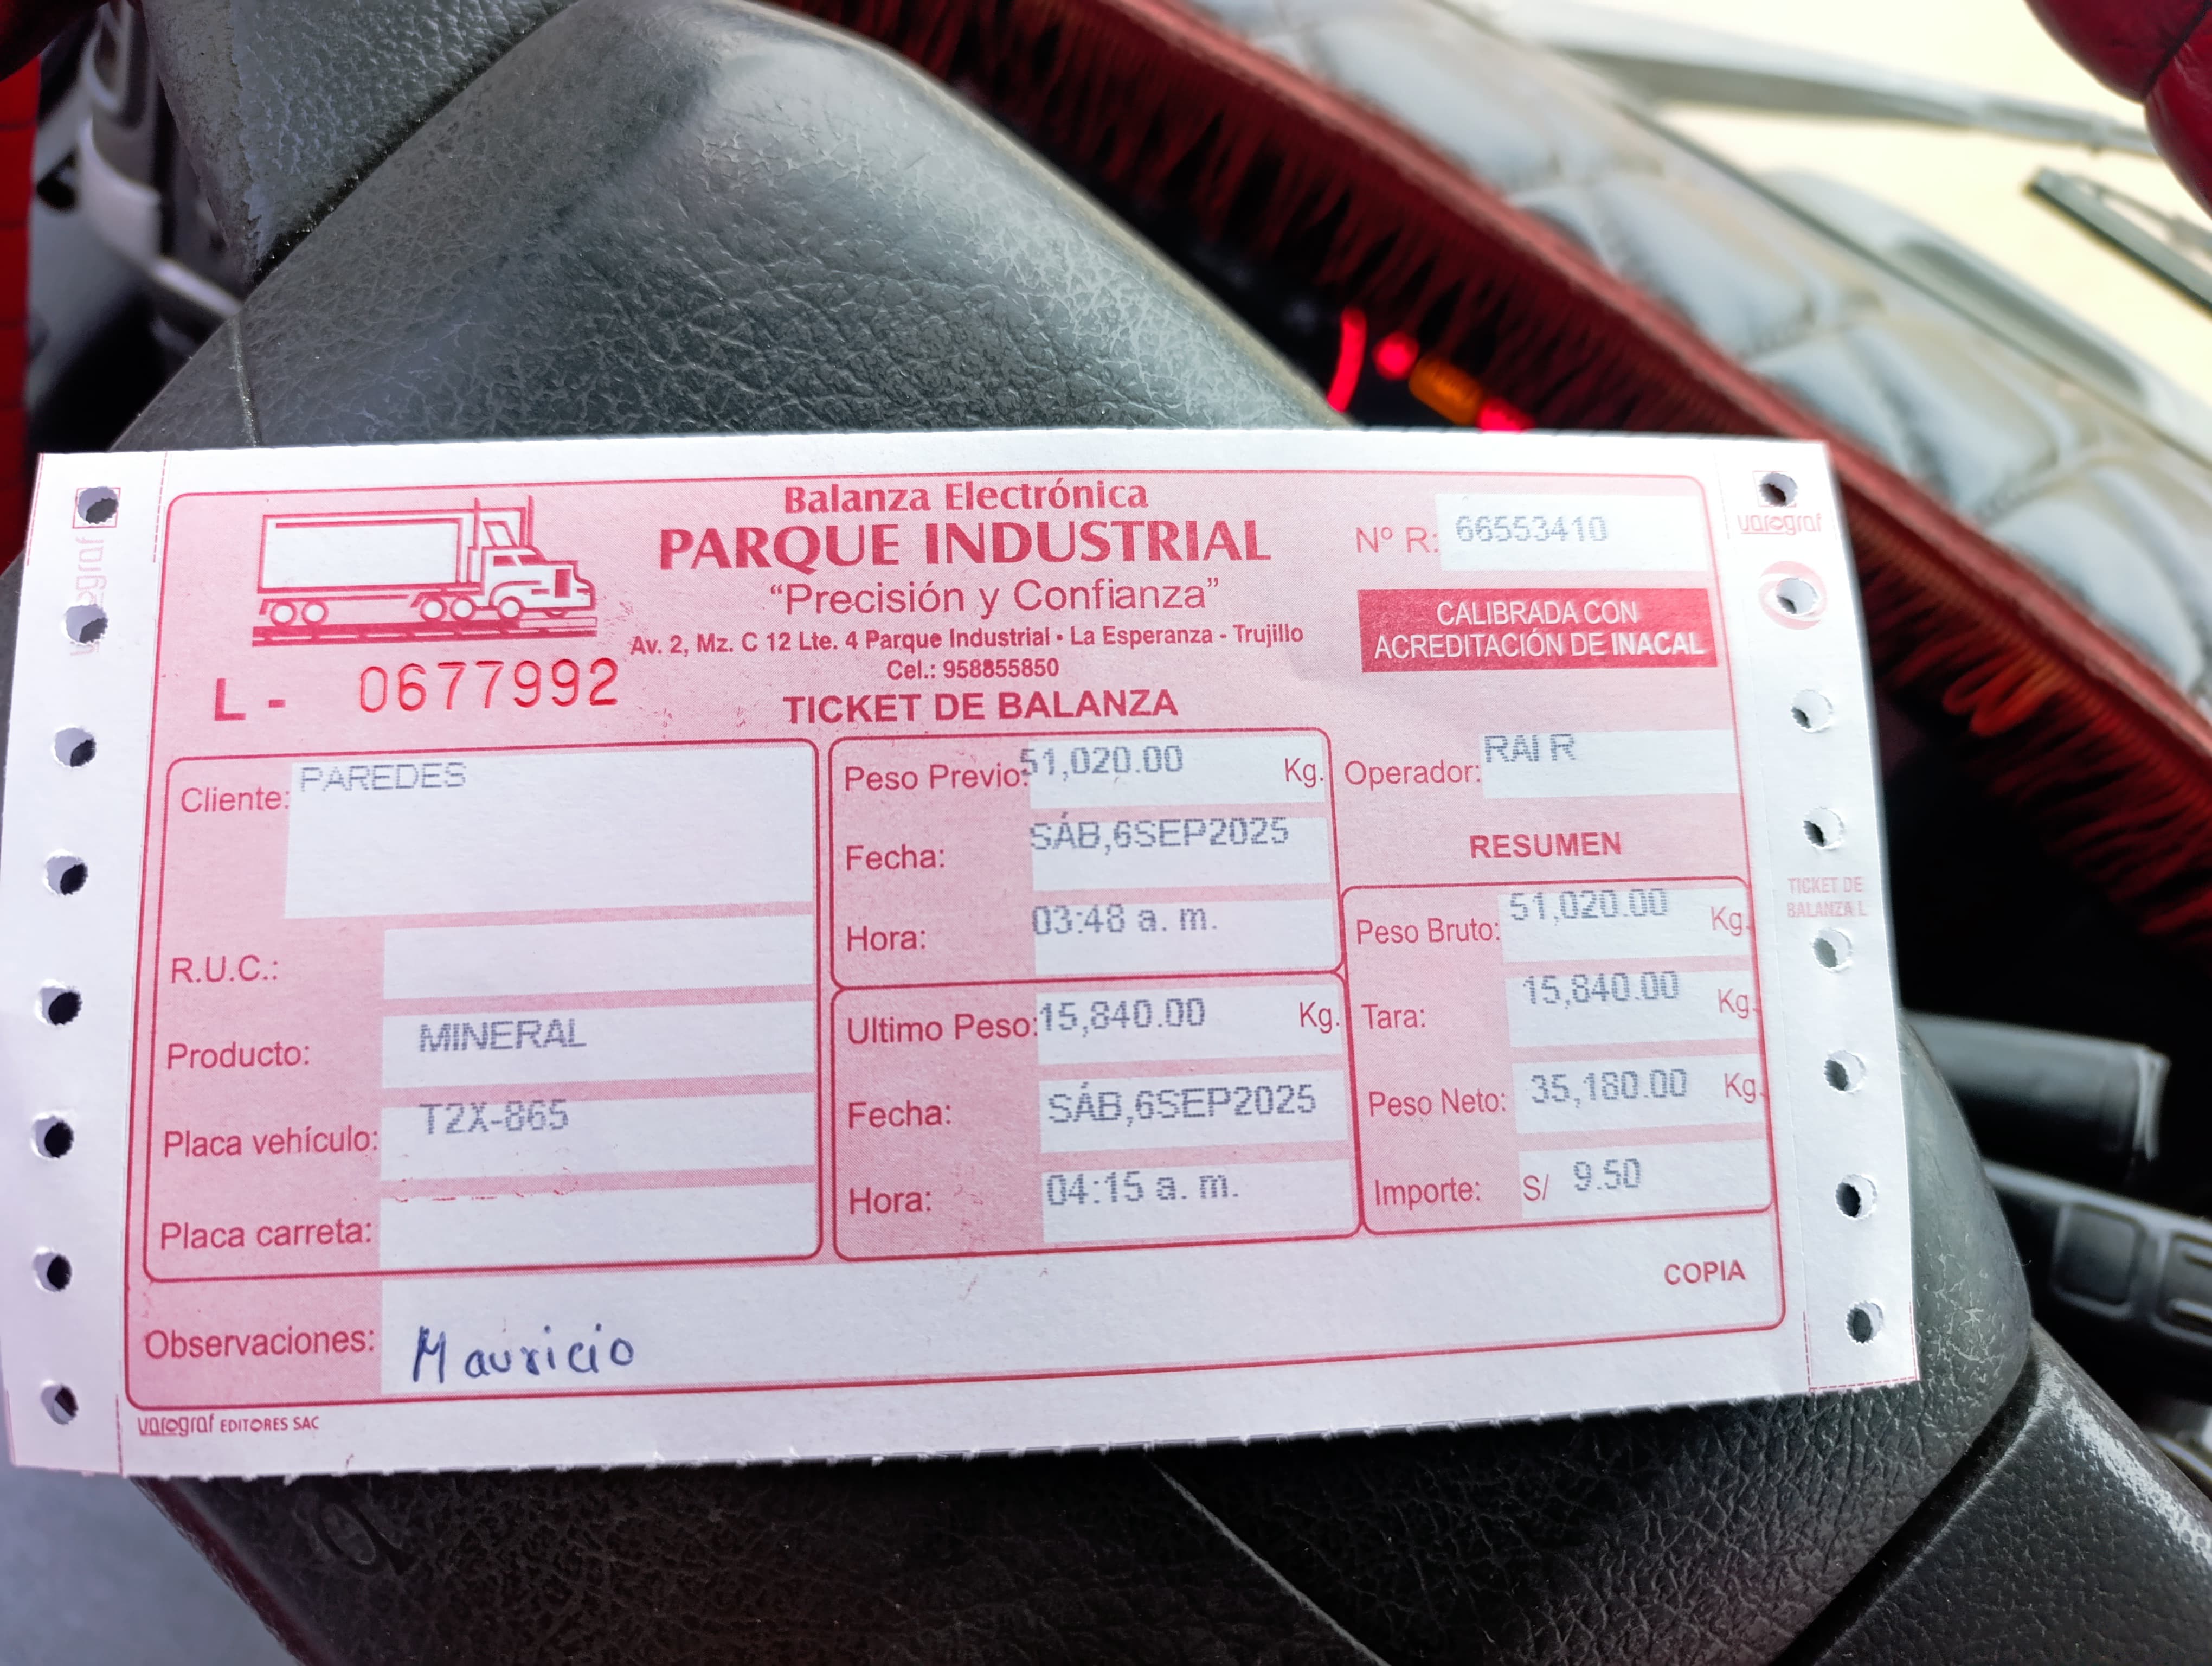 Balanza Electrónica
PARQUE INDUSTRIAL
"Precisión y Confianza"
Av. 2, Mz. C 12 Lte. 4 Parque Industrial • La Esperanza - Trujillo
Cel.: 958855850
TICKET DE BALANZA
L - 0677992
Nº R: 66553410
CALIBRADA CON
ACREDITACIÓN DE INACAL
Cliente: PAREDES
R.U.C.:
Producto: MINERAL
Placa vehículo: T2X-865
Placa carreta:
Peso Previo: 51,020.00 Kg.
Fecha: SÁB,6SEP2025
Hora: 03:48 a. m.
Ultimo Peso: 15,840.00 Kg.
Fecha: SÁB,6SEP2025
Hora: 04:15 a. m.
Operador: RAI R
RESUMEN
Peso Bruto: 51,020.00 Kg.
Tara: 15,840.00 Kg.
Peso Neto: 35,180.00 Kg.
Importe: S/ 9.50
COPIA
Observaciones: Mauricio
varograf EDITORES SAC
varograf
varograf
TICKET DE
BALANZA L